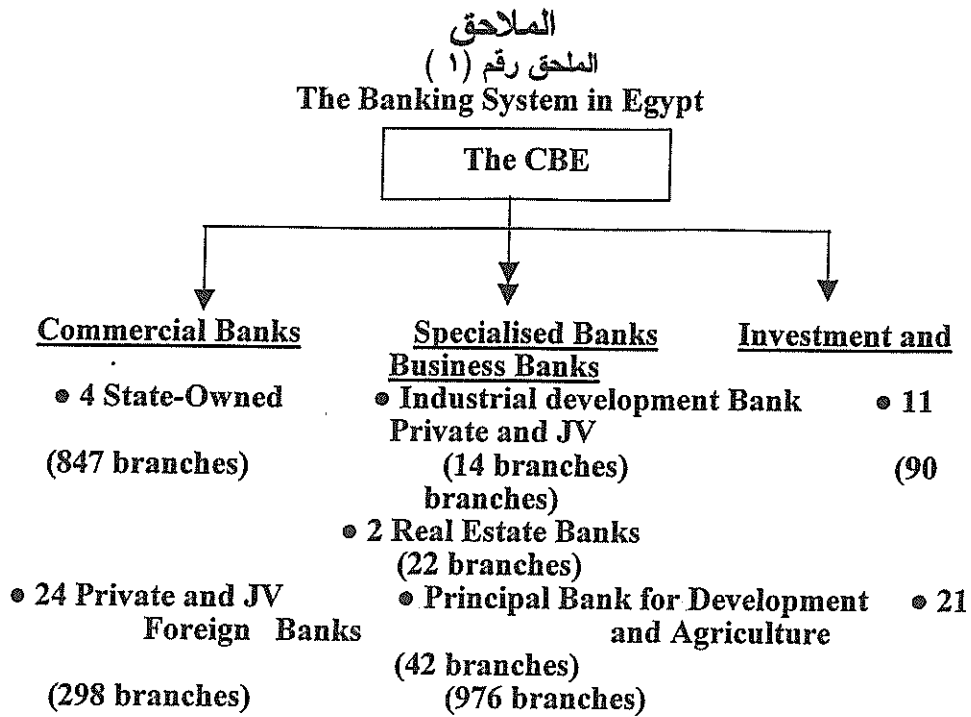 الملاحق
الملحق رقم (١ )
The Banking System in Egypt
The CBE
Commercial Banks Specialised Banks Investment and
Business Banks
● 4 State-Owned ● Industrial development Bank ● 11
Private and JV
(847 branches) (14 branches) (90
branches)
● 2 Real Estate Banks
(22 branches)
● 24 Private and JV ● Principal Bank for Development ● 21
Foreign Banks and Agriculture
(42 branches)
(298 branches) (976 branches)